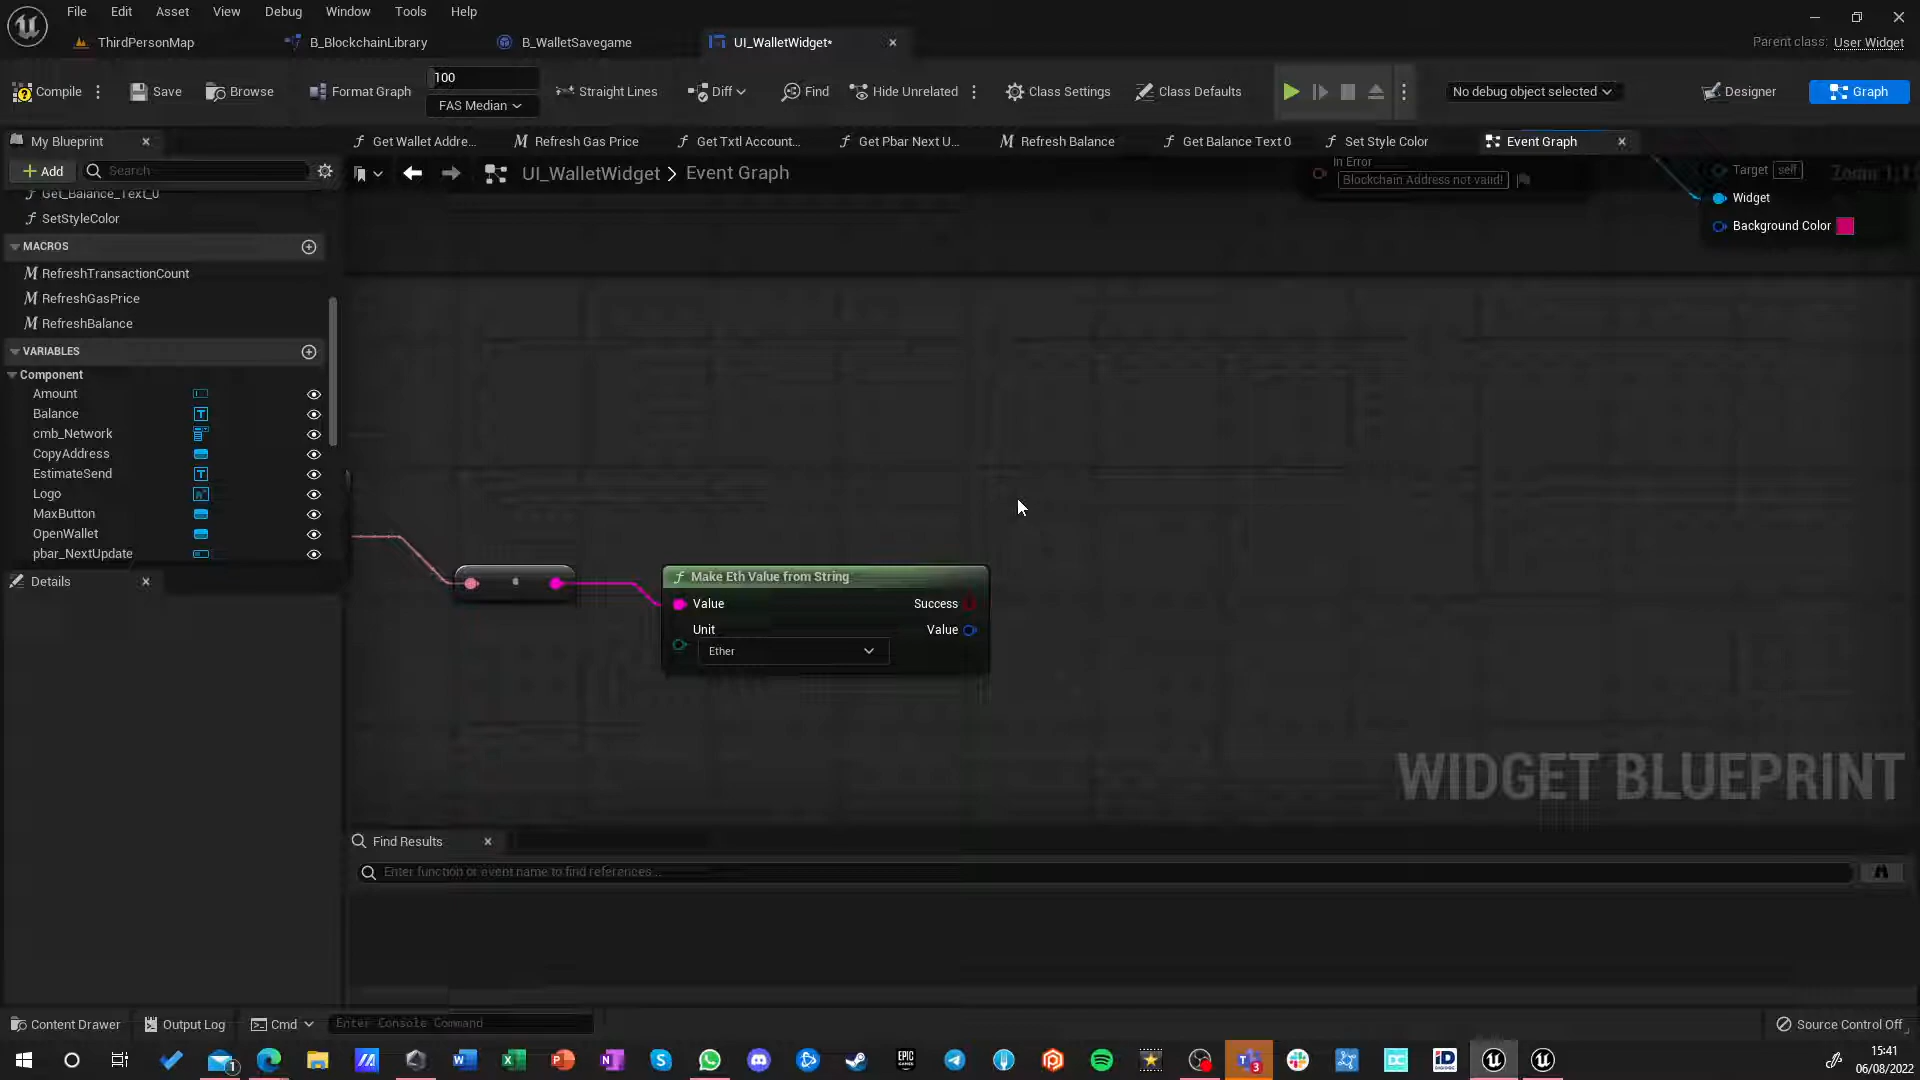 File Edit Asset View Debug Window Tools Help
ThirdPersonMap B_BlockchainLibrary B_WalletSavegame UI_WalletWidget* Parent class: User Widget
Compile Save Browse Format Graph 100 FAS Median Straight Lines Diff Find Hide Unrelated Class Settings Class Defaults No debug object selected Designer Graph
My Blueprint Get Wallet Addre... Refresh Gas Price Get Txtl Account... Get Pbar Next U... Refresh Balance Get Balance Text 0 Set Style Color Event Graph
Add Search UI_WalletWidget Event Graph
In Error
Blockchain Address not valid!
Target self
Widget
Background Color
Get_Balance_Text_0
SetStyleColor
MACROS
RefreshTransactionCount
RefreshGasPrice
RefreshBalance
VARIABLES
Component
Amount
Balance
cmb_Network
CopyAddress
EstimateSend
Logo
MaxButton
OpenWallet
pbar_NextUpdate
Details
Make Eth Value from String
Value Success
Unit Value
Ether
WIDGET BLUEPRINT
Find Results
Enter function or event name to find references...
Content Drawer Output Log Cmd Enter Console Command Source Control Off
15:41
06/08/2022